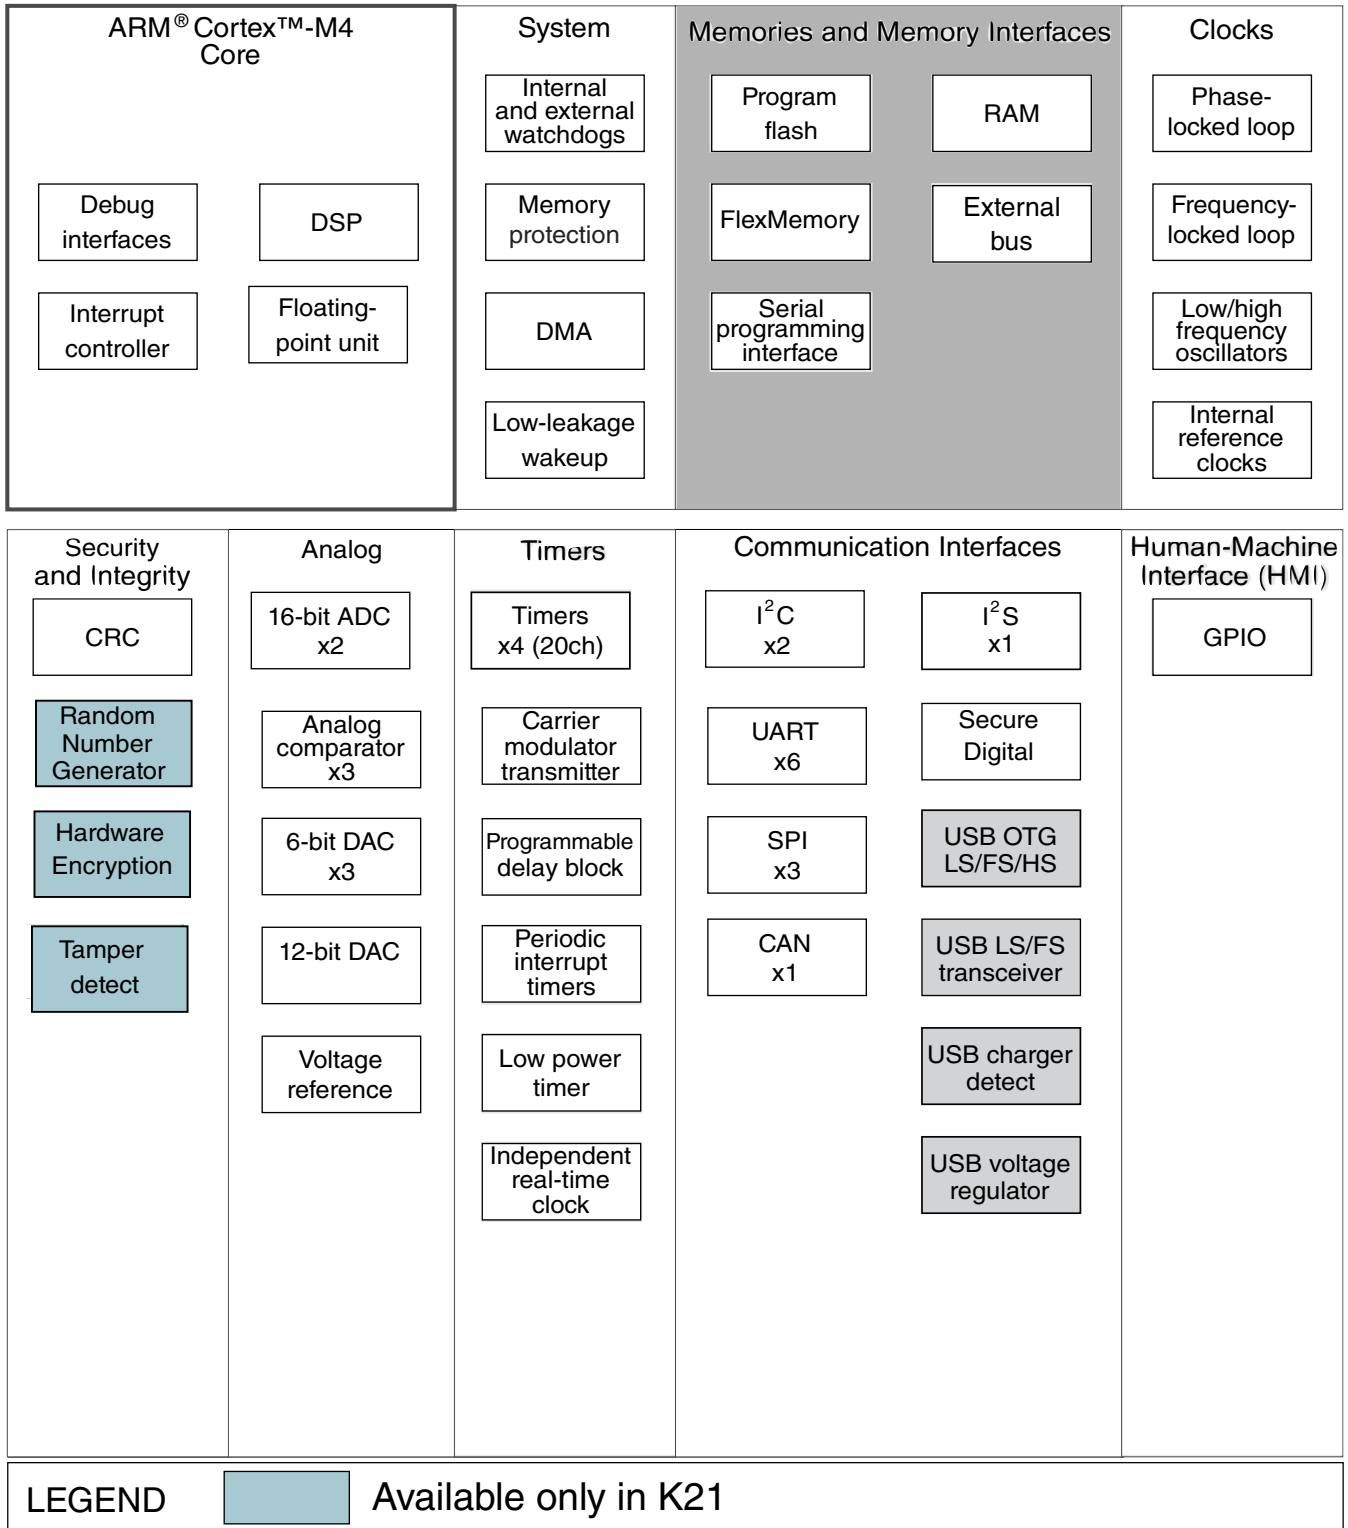 ARM® Cortex™-M4
Core
Debug
interfaces
DSP
Interrupt
controller
Floating-
point unit
System
Internal
and external
watchdogs
Memory
protection
DMA
Low-leakage
wakeup
Memories and Memory Interfaces
Program
flash
RAM
FlexMemory
External
bus
Serial
programming
interface
Clocks
Phase-
locked loop
Frequency-
locked loop
Low/high
frequency
oscillators
Internal
reference
clocks
Security
and Integrity
CRC
Random
Number
Generator
Hardware
Encryption
Tamper
detect
Analog
16-bit ADC
x2
Analog
comparator
x3
6-bit DAC
x3
12-bit DAC
Voltage
reference
Timers
Timers
x4 (20ch)
Carrier
modulator
transmitter
Programmable
delay block
Periodic
interrupt
timers
Low power
timer
Independent
real-time
clock
Communication Interfaces
I²C
x2
I²S
x1
UART
x6
Secure
Digital
SPI
x3
USB OTG
LS/FS/HS
CAN
x1
USB LS/FS
transceiver
USB charger
detect
USB voltage
regulator
Human-Machine
Interface (HMI)
GPIO
LEGEND
Available only in K21